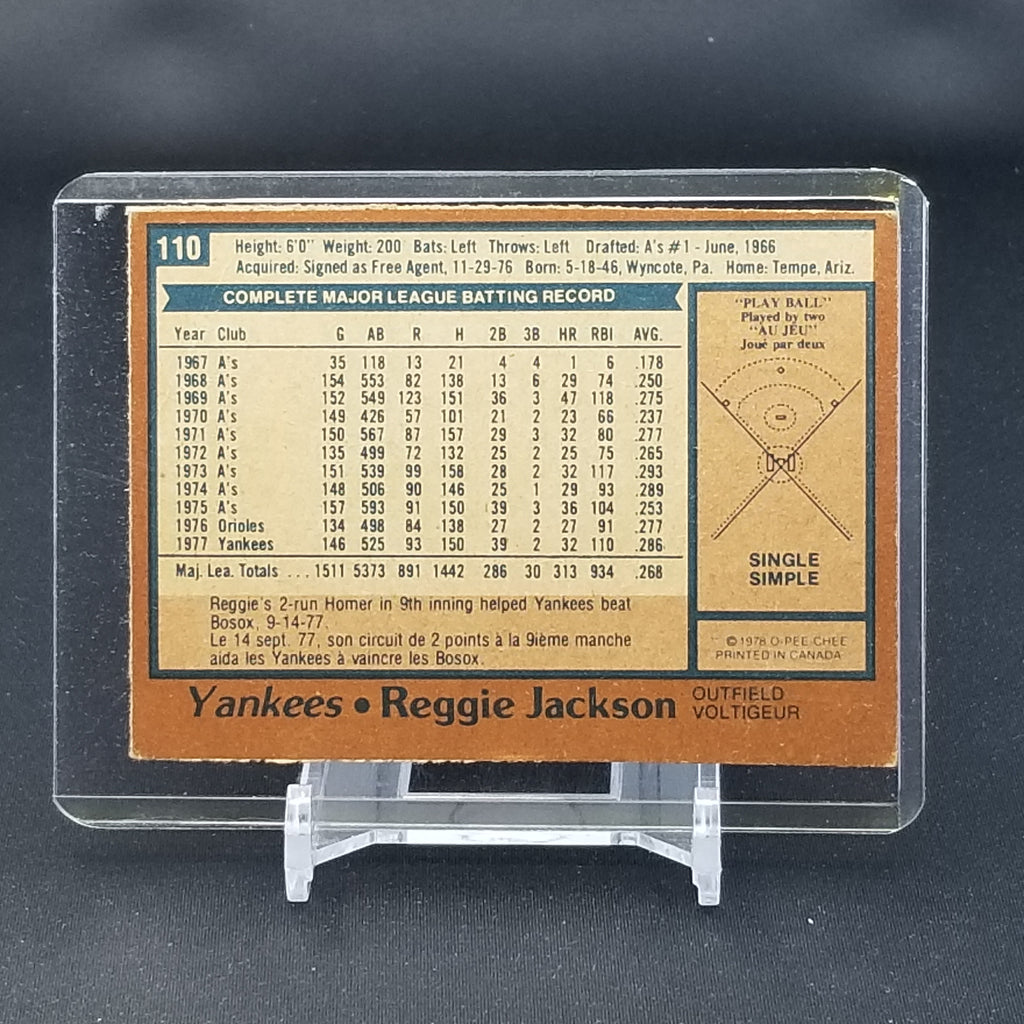 110
Height: 6'0" Weight: 200 Bats: Left Throws: Left Drafted: A's #1 - June, 1966
Acquired: Signed as Free Agent, 11-29-76 Born: 5-18-46, Wyncote, Pa. Home: Tempe, Ariz.
COMPLETE MAJOR LEAGUE BATTING RECORD
Year Club G AB R H 2B 3B HR RBI AVG.
1967 A's 35 118 13 21 4 4 1 6 .178
1968 A's 154 553 82 138 13 6 29 74 .250
1969 A's 152 549 123 151 36 3 47 118 .275
1970 A's 149 426 57 101 21 2 23 66 .237
1971 A's 150 567 87 157 29 3 32 80 .277
1972 A's 135 499 72 132 25 2 25 75 .265
1973 A's 151 539 99 158 28 2 32 117 .293
1974 A's 148 506 90 146 25 1 29 93 .289
1975 A's 157 593 91 150 39 3 36 104 .253
1976 Orioles 134 498 84 138 27 2 27 91 .277
1977 Yankees 146 525 93 150 39 2 32 110 .286
Maj. Lea. Totals ... 1511 5373 891 1442 286 30 313 934 .268
Reggie's 2-run Homer in 9th inning helped Yankees beat
Bosox, 9-14-77.
Le 14 sept. 77, son circuit de 2 points à la 9ième manche
aida les Yankees à vaincre les Bosox.
"PLAY BALL"
Played by two
"AU JEU"
Joué par deux
SINGLE
SIMPLE
© 1978 O-PEE-CHEE
PRINTED IN CANADA
Yankees • Reggie Jackson
OUTFIELD
VOLTIGEUR